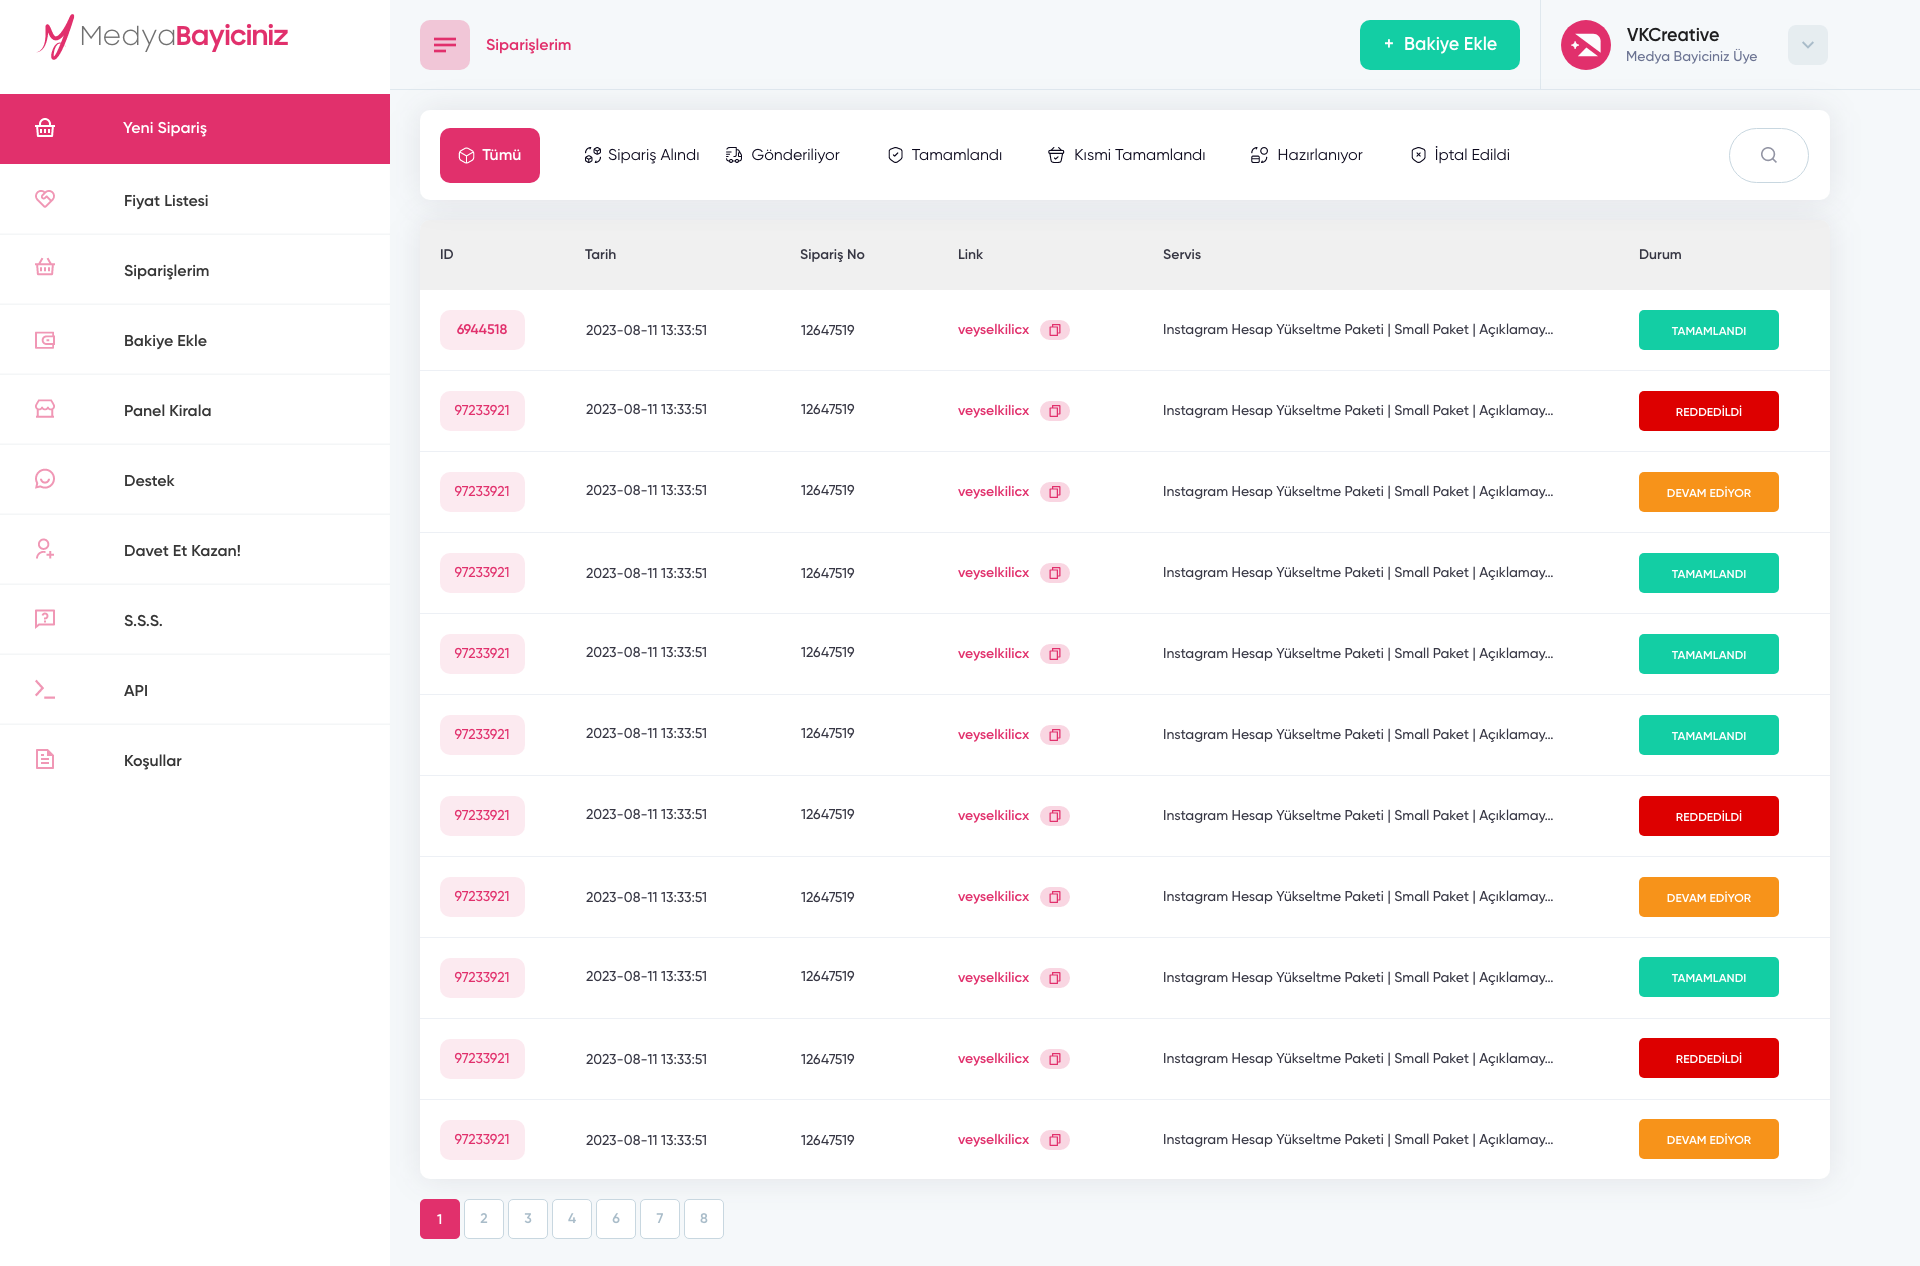 MedyaBayiciniz
Siparişlerim
+ Bakiye Ekle
VKCreative
Medya Bayiciniz Üye
Yeni Sipariş
Fiyat Listesi
Siparişlerim
Bakiye Ekle
Panel Kirala
Destek
Davet Et Kazan!
S.S.S.
API
Koşullar
Tümü Sipariş Alındı Gönderiliyor Tamamlandı Kısmi Tamamlandı Hazırlanıyor İptal Edildi
ID Tarih Sipariş No Link Servis Durum
6944518 2023-08-11 13:33:51 12647519 veyselkilicx Instagram Hesap Yükseltme Paketi | Small Paket | Açıklamay... TAMAMLANDI
97233921 2023-08-11 13:33:51 12647519 veyselkilicx Instagram Hesap Yükseltme Paketi | Small Paket | Açıklamay... REDDEDİLDİ
97233921 2023-08-11 13:33:51 12647519 veyselkilicx Instagram Hesap Yükseltme Paketi | Small Paket | Açıklamay... DEVAM EDİYOR
97233921 2023-08-11 13:33:51 12647519 veyselkilicx Instagram Hesap Yükseltme Paketi | Small Paket | Açıklamay... TAMAMLANDI
97233921 2023-08-11 13:33:51 12647519 veyselkilicx Instagram Hesap Yükseltme Paketi | Small Paket | Açıklamay... TAMAMLANDI
97233921 2023-08-11 13:33:51 12647519 veyselkilicx Instagram Hesap Yükseltme Paketi | Small Paket | Açıklamay... TAMAMLANDI
97233921 2023-08-11 13:33:51 12647519 veyselkilicx Instagram Hesap Yükseltme Paketi | Small Paket | Açıklamay... REDDEDİLDİ
97233921 2023-08-11 13:33:51 12647519 veyselkilicx Instagram Hesap Yükseltme Paketi | Small Paket | Açıklamay... DEVAM EDİYOR
97233921 2023-08-11 13:33:51 12647519 veyselkilicx Instagram Hesap Yükseltme Paketi | Small Paket | Açıklamay... TAMAMLANDI
97233921 2023-08-11 13:33:51 12647519 veyselkilicx Instagram Hesap Yükseltme Paketi | Small Paket | Açıklamay... REDDEDİLDİ
97233921 2023-08-11 13:33:51 12647519 veyselkilicx Instagram Hesap Yükseltme Paketi | Small Paket | Açıklamay... DEVAM EDİYOR
1 2 3 4 6 7 8